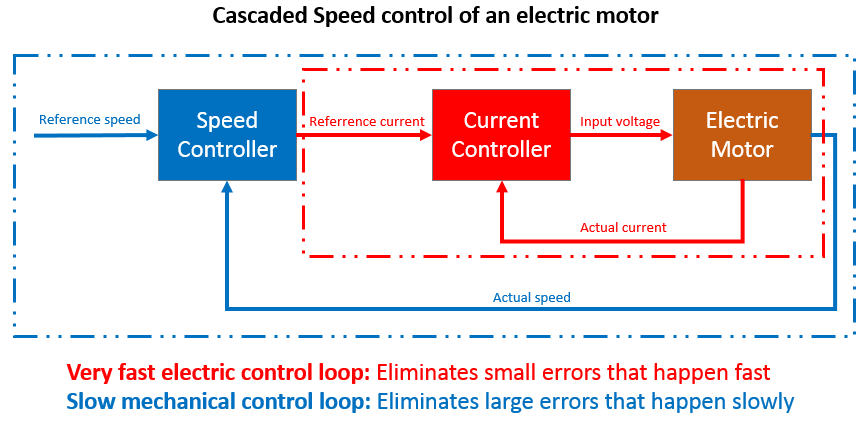 Cascaded Speed control of an electric motor
Reference speed
Speed
Controller
Referrence current
Current
Controller
Input voltage
Electric
Motor
Actual current
Actual speed
Very fast electric control loop: Eliminates small errors that happen fast
Slow mechanical control loop: Eliminates large errors that happen slowly